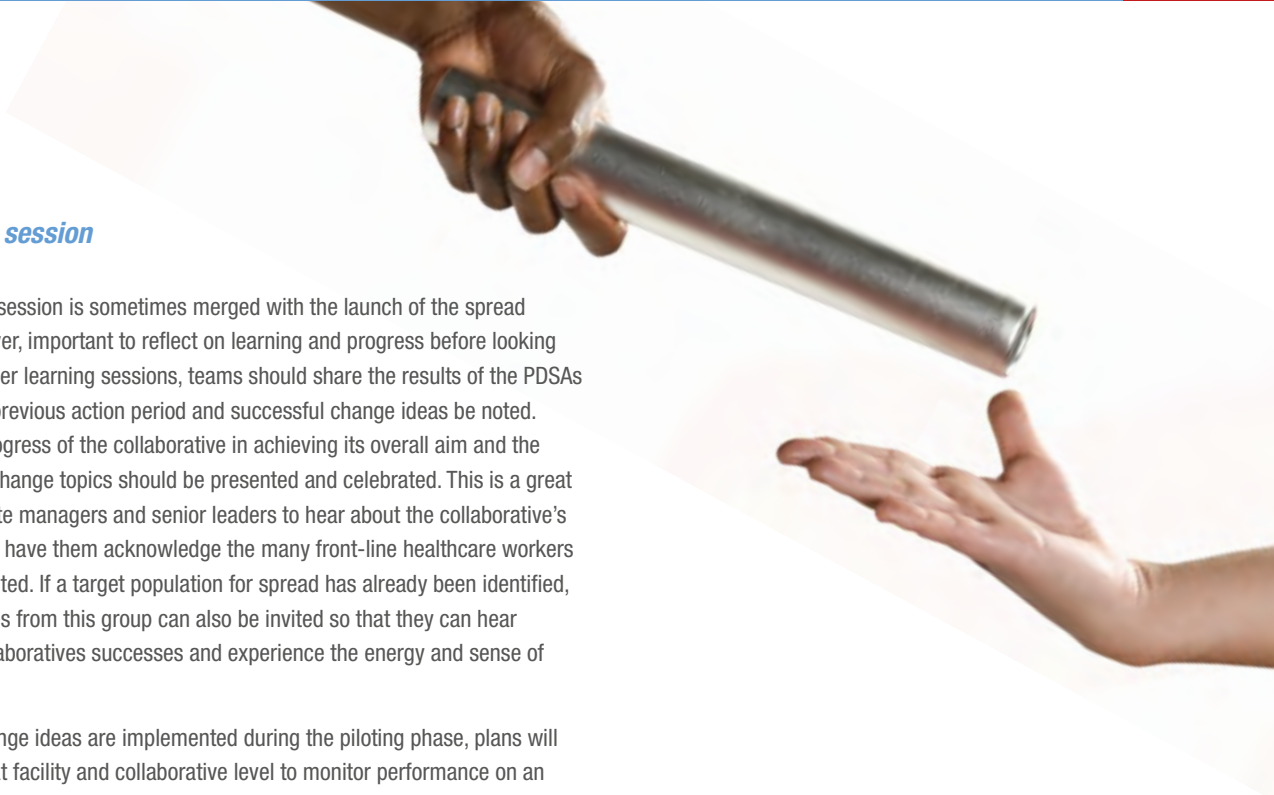 session
session is sometimes merged with the launch of the spread
er, important to reflect on learning and progress before looking
er learning sessions, teams should share the results of the PDSAs
previous action period and successful change ideas be noted.
ogress of the collaborative in achieving its overall aim and the
hange topics should be presented and celebrated. This is a great
te managers and senior leaders to hear about the collaborative’s
have them acknowledge the many front-line healthcare workers
ted. If a target population for spread has already been identified,
s from this group can also be invited so that they can hear
aboratives successes and experience the energy and sense of
nge ideas are implemented during the piloting phase, plans will
t facility and collaborative level to monitor performance on an